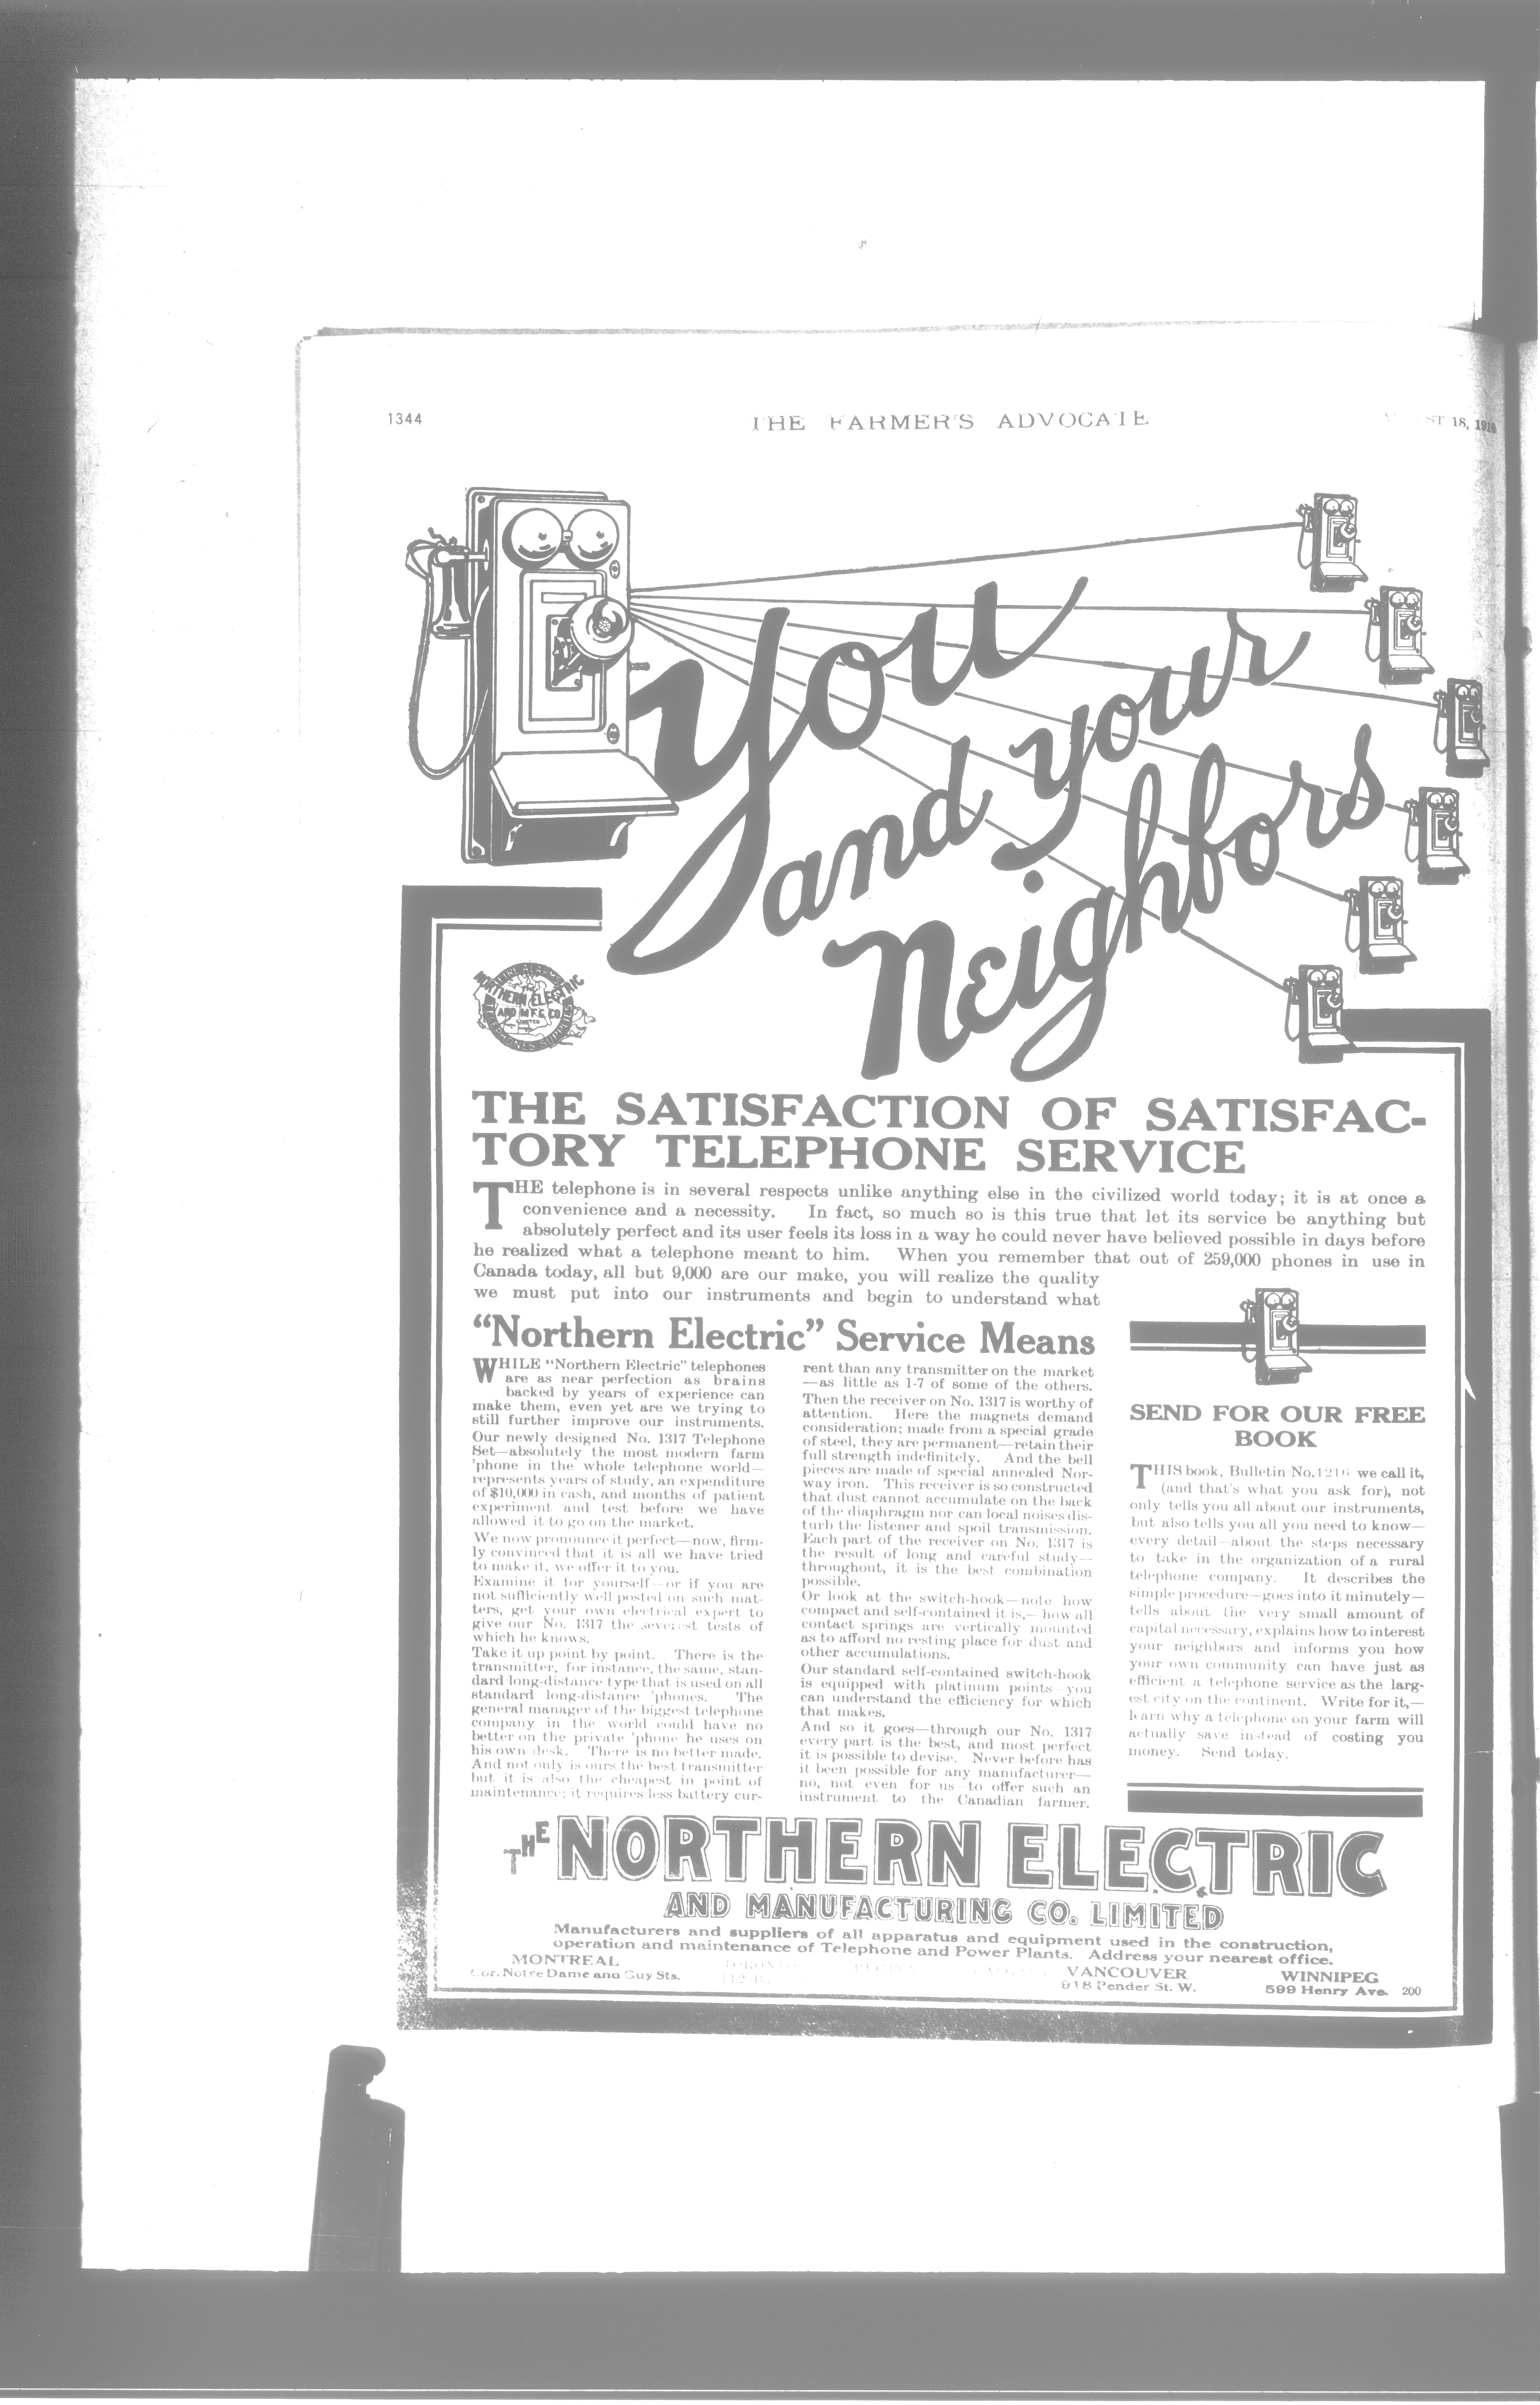 1344
THE FARMER'S ADVOCATE
18, 1910
You
and your
Neighbors
NORTHERN ELECTRIC
AND M'F'G CO.
LIMITED
THE SATISFACTION OF SATISFAC-
TORY TELEPHONE SERVICE
THE telephone is in several respects unlike anything else in the civilized world today; it is at once a
convenience and a necessity. In fact, so much so is this true that let its service be anything but
absolutely perfect and its user feels its loss in a way he could never have believed possible in days before
he realized what a telephone meant to him. When you remember that out of 259,000 phones in use in
Canada today, all but 9,000 are our make, you will realize the quality
we must put into our instruments and begin to understand what
"Northern Electric" Service Means
WHILE "Northern Electric" telephones
are as near perfection as brains
backed by years of experience can
make them, even yet are we trying to
still further improve our instruments.
Our newly designed No. 1317 Telephone
Set—absolutely the most modern farm
'phone in the whole telephone world—
represents years of study, an expenditure
of $10,000 in cash, and months of patient
experiment and test before we have
allowed it to go on the market.
We now pronounce it perfect—now, firm-
ly convinced that it is all we have tried
to make it, we offer it to you.
Examine it for yourself—or if you are
not sufficiently well posted on such mat-
ters, get your own electrical expert to
give our No. 1317 the severest tests of
which he knows.
Take it up point by point. There is the
transmitter, for instance, the same, stan-
dard long-distance type that is used on all
standard long-distance 'phones. The
general manager of the biggest telephone
company in the world could have no
better on the private 'phone he uses on
his own desk. There is no better made.
And not only is ours the best transmitter
but it is also the cheapest in point of
maintenance; it requires less battery cur-
rent than any transmitter on the market
—as little as 1-7 of some of the others.
Then the receiver on No. 1317 is worthy of
attention. Here the magnets demand
consideration; made from a special grade
of steel, they are permanent—retain their
full strength indefinitely. And the bell
pieces are made of special annealed Nor-
way iron. This receiver is so constructed
that dust cannot accumulate on the back
of the diaphragm nor can local noises dis-
turb the listener and spoil transmission.
Each part of the receiver on No. 1317 is
the result of long and careful study—
throughout, it is the best combination
possible.
Or look at the switch-hook—note how
compact and self-contained it is,—how all
contact springs are vertically mounted
as to afford no resting place for dust and
other accumulations.
Our standard self-contained switch-hook
is equipped with platinum points—you
can understand the efficiency for which
that makes.
And so it goes—through our No. 1317
every part is the best, and most perfect
it is possible to devise. Never before has
it been possible for any manufacturer—
no, not even for us—to offer such an
instrument to the Canadian farmer.
SEND FOR OUR FREE
BOOK
THIS book, Bulletin No. 1216 we call it,
(and that's what you ask for), not
only tells you all about our instruments,
but also tells you all you need to know—
every detail—about the steps necessary
to take in the organization of a rural
telephone company. It describes the
simple procedure—goes into it minutely—
tells about the very small amount of
capital necessary, explains how to interest
your neighbors and informs you how
your own community can have just as
efficient a telephone service as the larg-
est city on the continent. Write for it,—
learn why a telephone on your farm will
actually save instead of costing you
money. Send today.
THE NORTHERN ELECTRIC
AND MANUFACTURING CO. LIMITED
Manufacturers and suppliers of all apparatus and equipment used in the construction,
operation and maintenance of Telephone and Power Plants. Address your nearest office.
MONTREAL VANCOUVER WINNIPEG
Cor. Notre Dame and Guy Sts. 918 Pender St. W. 599 Henry Ave. 200